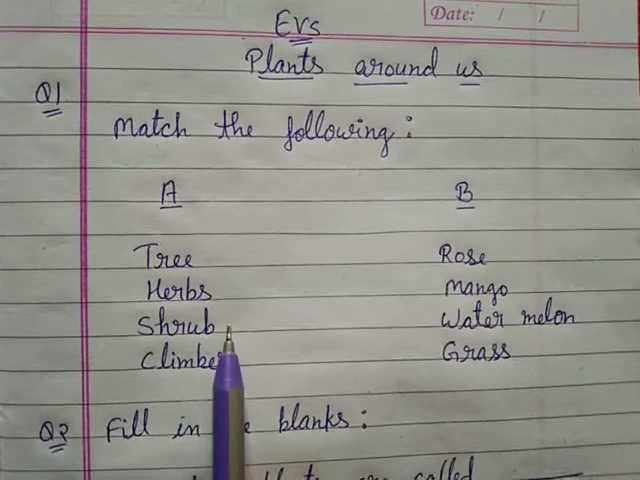 Date: / /
EVS
Plants around us
Q1
Match the following:
A B
Tree Rose
Herbs Mango
Shrub Water melon
Climber Grass
Q2 Fill in blanks:
called